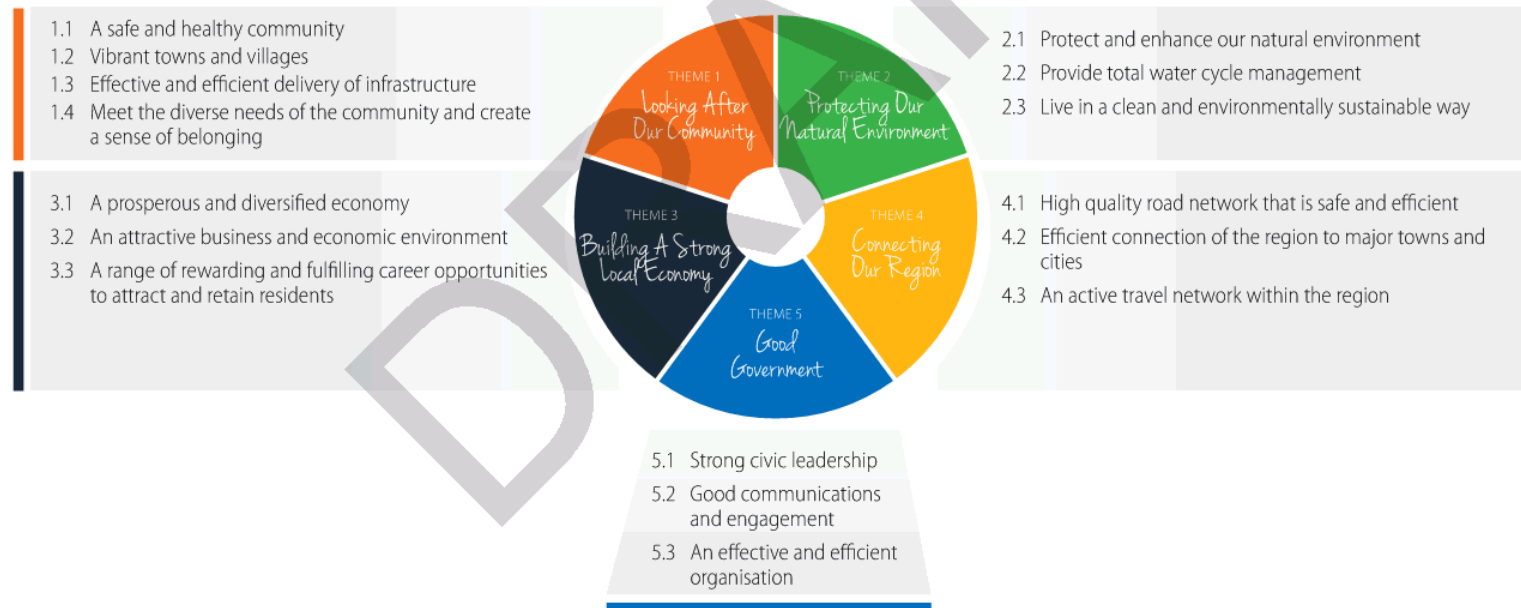 1.1 A safe and healthy community
1.2 Vibrant towns and villages
1.3 Effective and efficient delivery of infrastructure
1.4 Meet the diverse needs of the community and create
a sense of belonging
THEME 1
Looking After
Our Community
THEME 2
Protecting Our
Natural Environment
2.1 Protect and enhance our natural environment
2.2 Provide total water cycle management
2.3 Live in a clean and environmentally sustainable way
3.1 A prosperous and diversified economy
3.2 An attractive business and economic environment
3.3 A range of rewarding and fulfilling career opportunities
to attract and retain residents
THEME 3
Building A Strong
Local Economy
THEME 4
Connecting
Our Region
4.1 High quality road network that is safe and efficient
4.2 Efficient connection of the region to major towns and
cities
4.3 An active travel network within the region
THEME 5
Good
Government
5.1 Strong civic leadership
5.2 Good communications
and engagement
5.3 An effective and efficient
organisation